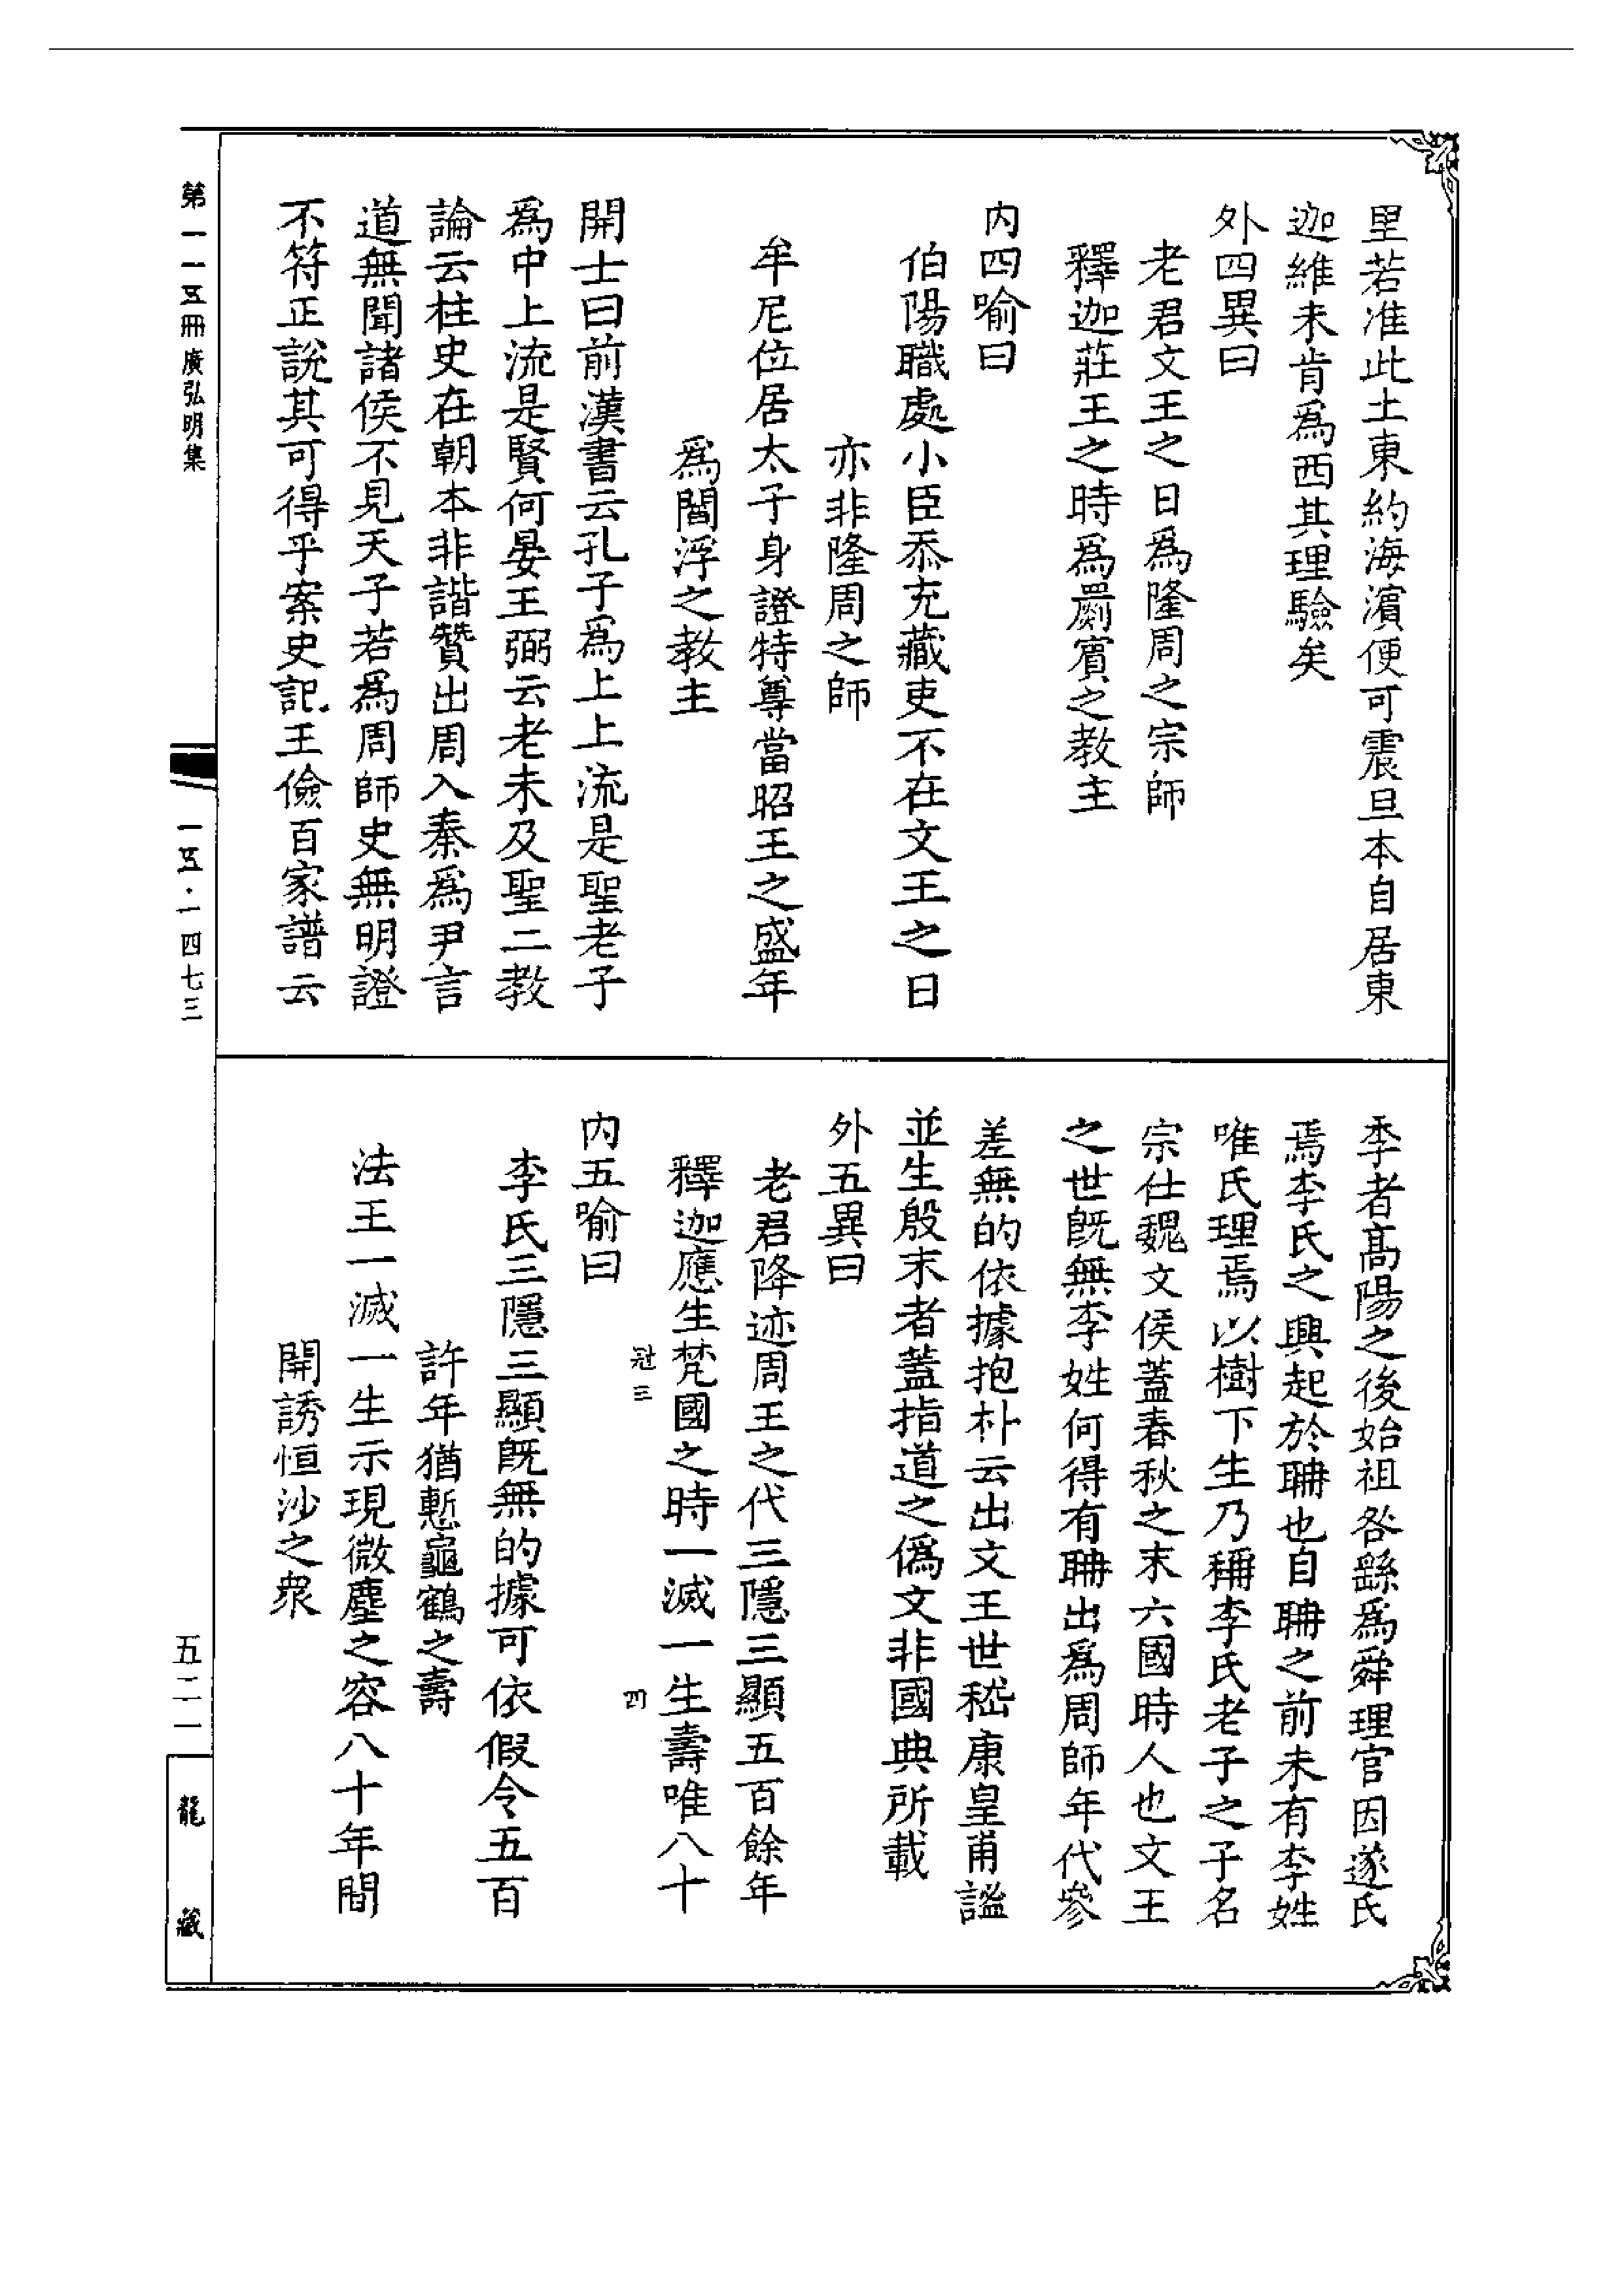 里若准此土東約海濵便可震旦本自居東
迦維未肯爲西其理驗矣
外四異曰
老君文王之日爲隆周之宗師
釋迦莊王之時爲罽賓之教主
内四喻曰
伯陽職處小臣忝充藏吏不在文王之日
亦非隆周之師
牟尼位居太子身證特尊當昭王之盛年
爲閻浮之教主
開士曰前漢書云孔子爲上上流是聖老子
爲中上流是賢何晏王弼云老未及聖二教
論云柱史在朝本非諧贊出周入秦爲尹言
道無聞諸侯不見天子若爲周師史無明證
不符正說其可得乎案史記王儉百家譜云
李者髙陽之後始祖咎繇爲舜理官因遂氏
焉李氏之興起於聃也自聃之前未有李姓
唯氏理焉以樹下生乃稱李氏老子之子名
宗仕魏文侯蓋春秋之末六國時人也文王
之世旣無李姓何得有聃出爲周師年代參
差無的依據抱朴云出文王世嵇康皇甫謐
並生殷末者蓋指道之僞文非國典所載
外五異曰
老君降迹周王之代三隱三顯五百餘年
釋迦應生梵國之時一滅一生壽唯八十
冠三
四
内五喻曰
李氏三隱三顯旣無的據可依假令五百
許年猶慙龜鶴之壽
法王一滅一生示現微塵之容八十年間
開誘恒沙之衆
第一一五冊 廣弘明集
一五·一四七三
五二一
龍藏